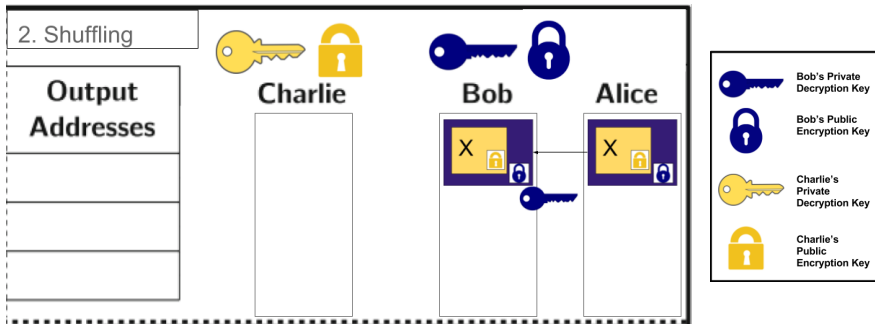 2. Shuffling
Output
Addresses
Charlie
Bob
Alice
X
X
Bob's Private
Decryption Key
Bob's Public
Encryption Key
Charlie's
Private
Decryption Key
Charlie's
Public
Encryption Key